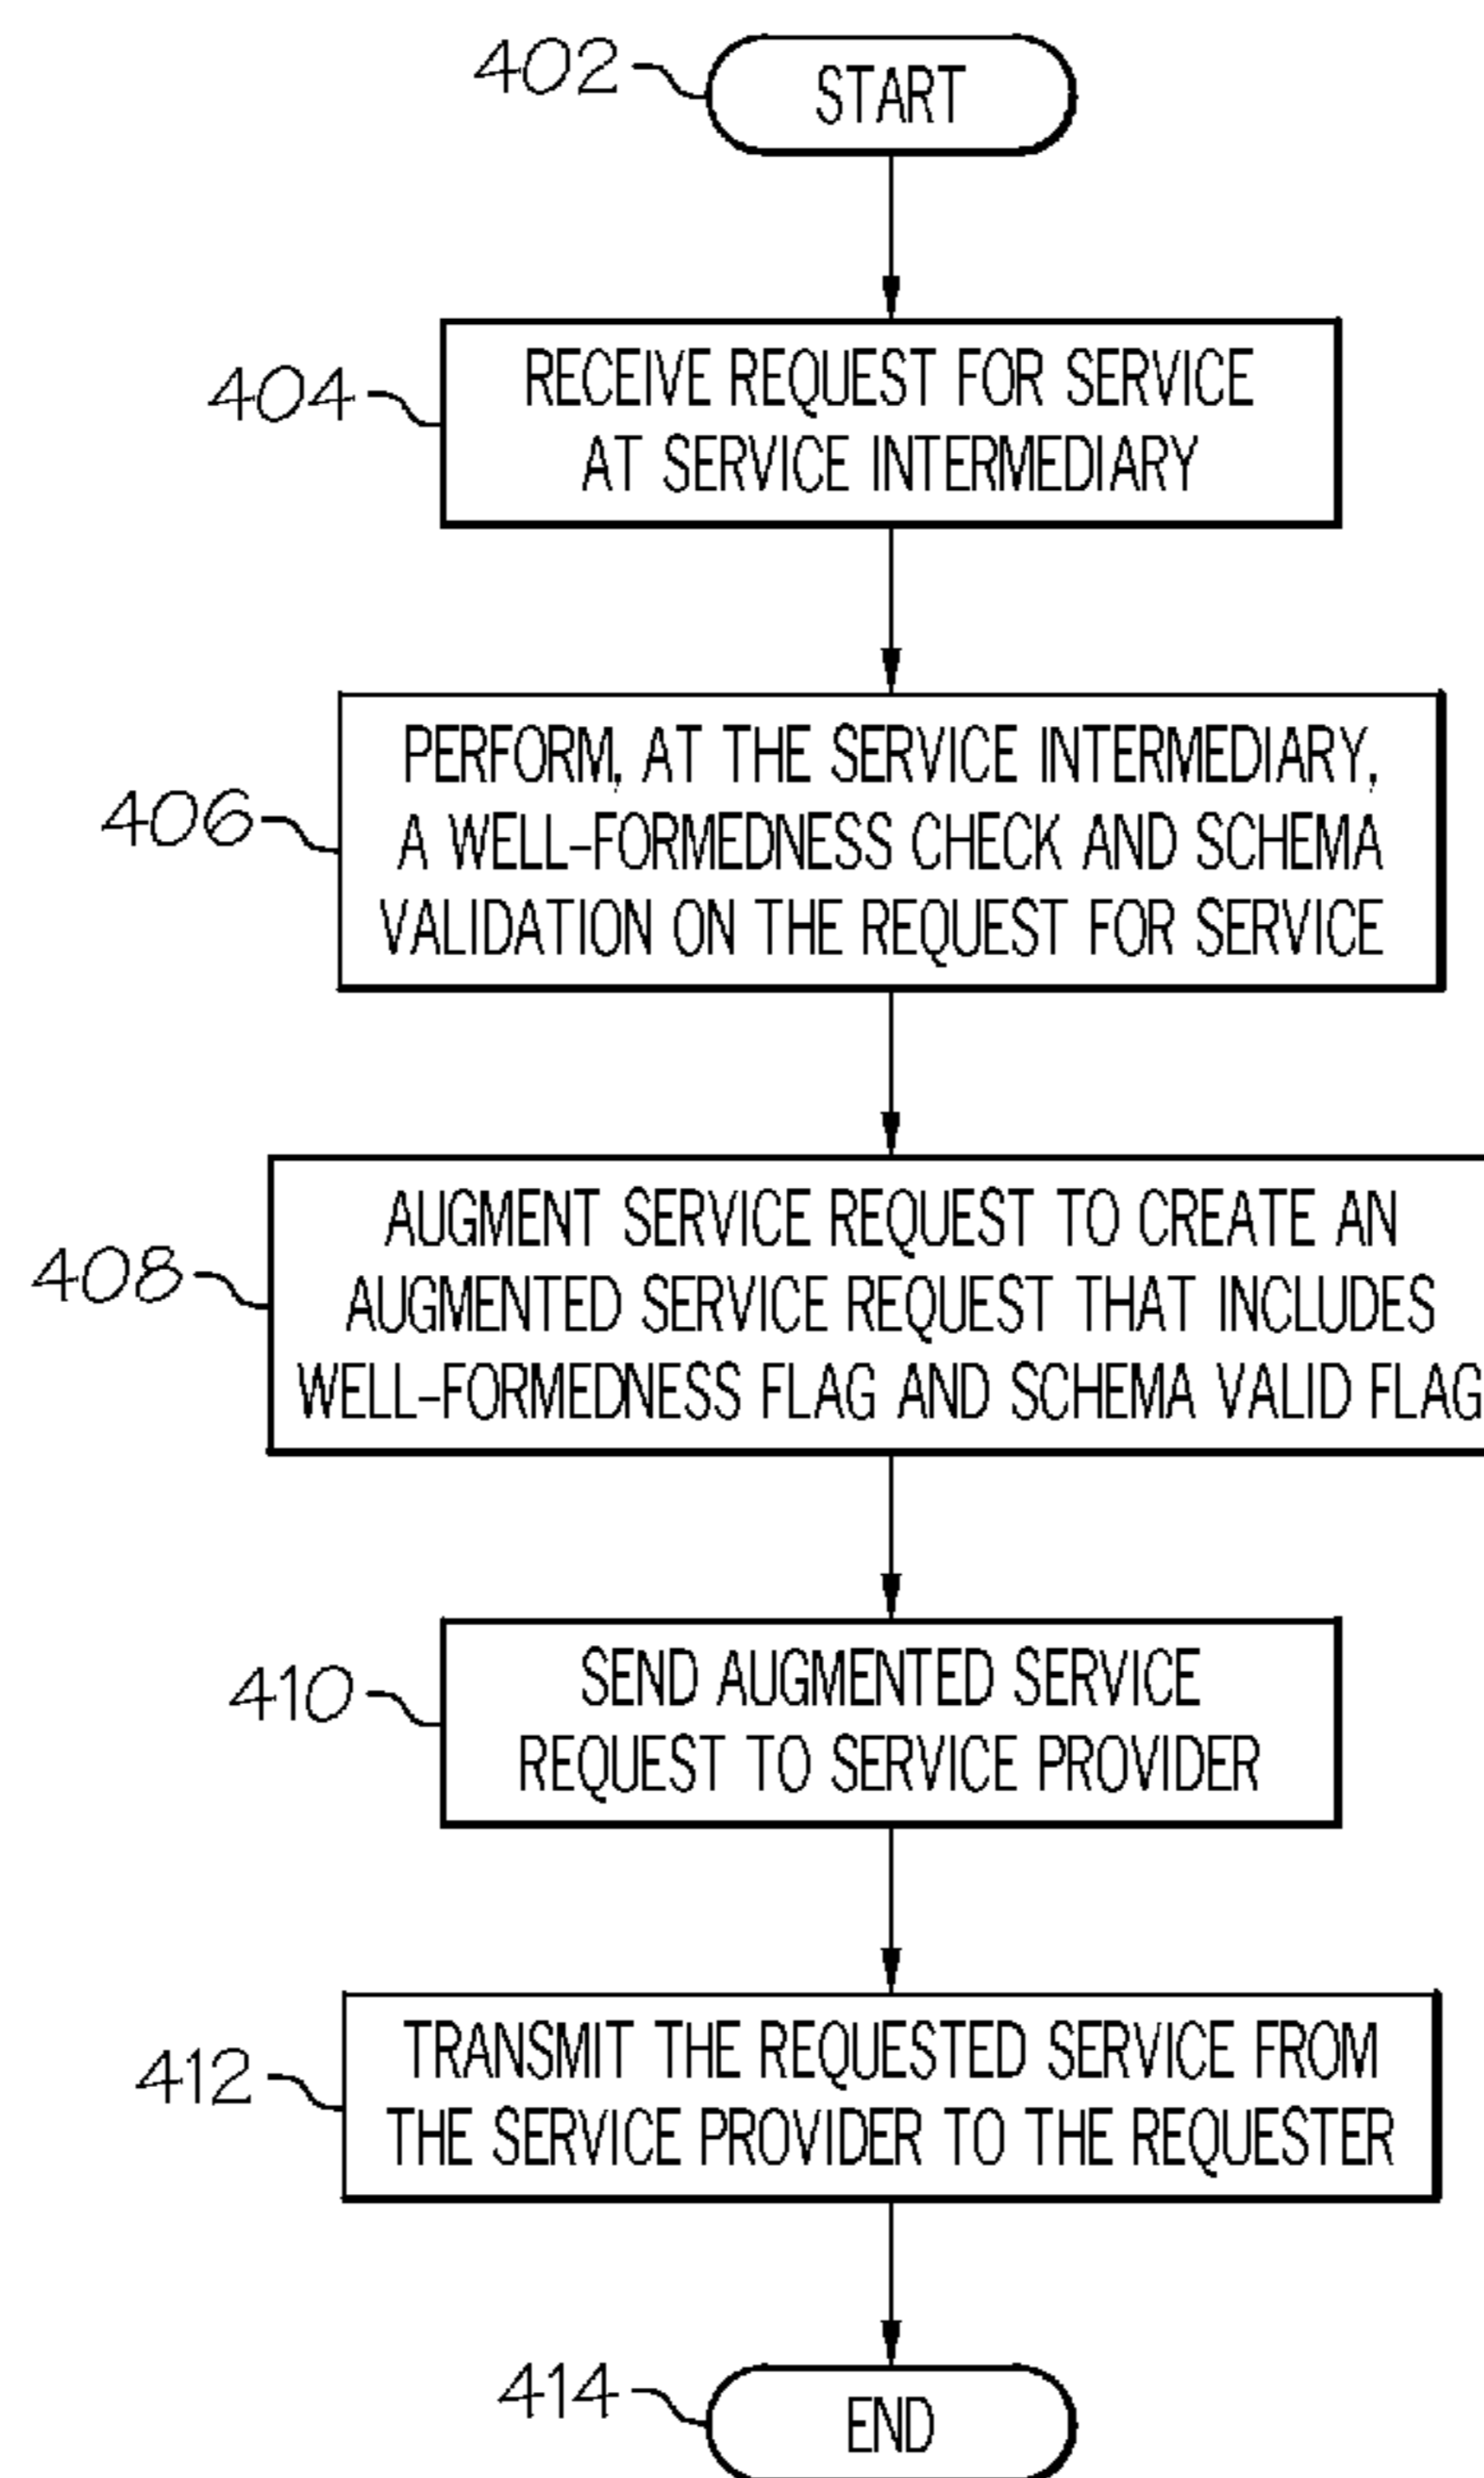 402
START
404
RECEIVE REQUEST FOR SERVICE
AT SERVICE INTERMEDIARY
406
PERFORM, AT THE SERVICE INTERMEDIARY,
A WELL-FORMEDNESS CHECK AND SCHEMA
VALIDATION ON THE REQUEST FOR SERVICE
408
AUGMENT SERVICE REQUEST TO CREATE AN
AUGMENTED SERVICE REQUEST THAT INCLUDES
WELL-FORMEDNESS FLAG AND SCHEMA VALID FLAG
410
SEND AUGMENTED SERVICE
REQUEST TO SERVICE PROVIDER
412
TRANSMIT THE REQUESTED SERVICE FROM
THE SERVICE PROVIDER TO THE REQUESTER
414
END